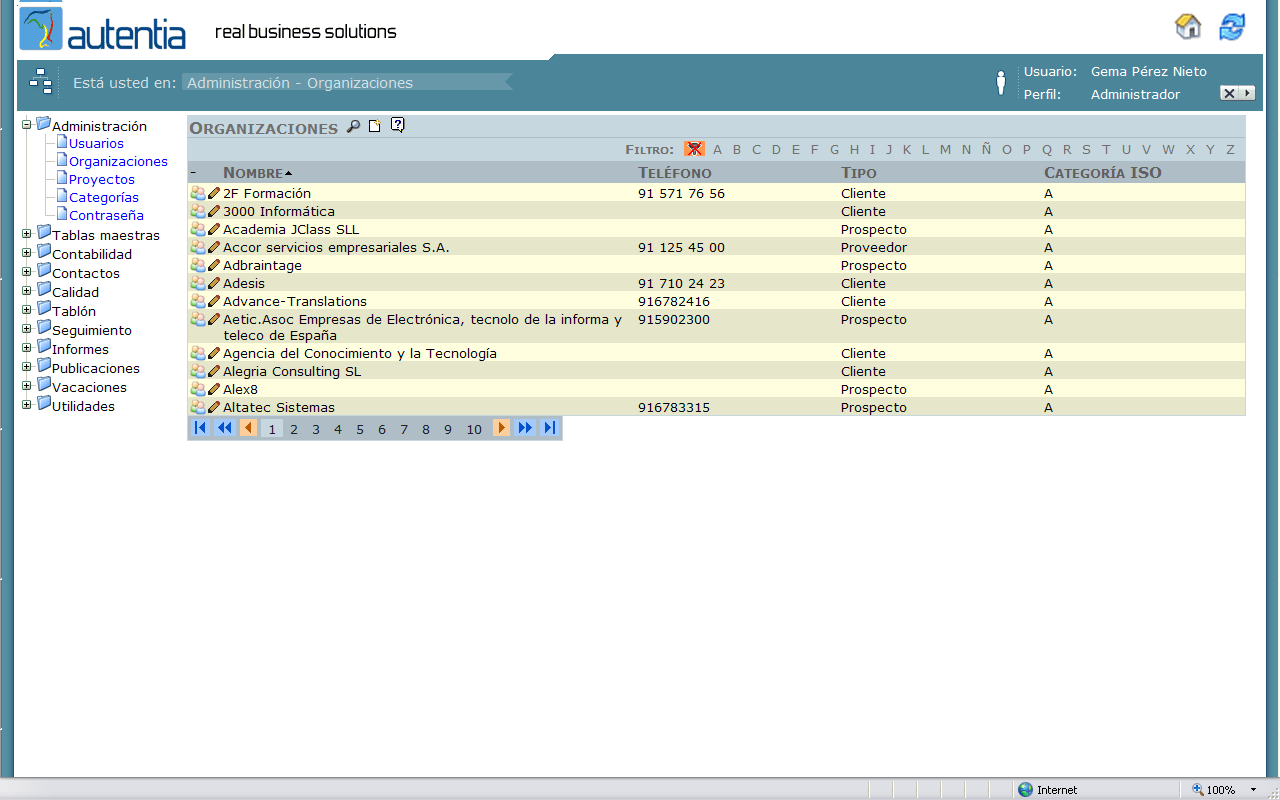 autentia real business solutions
Está usted en: Administración - Organizaciones
Usuario: Gema Pérez Nieto
Perfil: Administrador
Administración
Usuarios
Organizaciones
Proyectos
Categorías
Contraseña
Tablas maestras
Contabilidad
Contactos
Calidad
Tablón
Seguimiento
Informes
Publicaciones
Vacaciones
Utilidades
Organizaciones
Filtro: A B C D E F G H I J K L M N Ñ O P Q R S T U V W X Y Z
- Nombre Teléfono Tipo Categoría ISO
2F Formación 91 571 76 56 Cliente A
3000 Informática Cliente A
Academia JClass SLL Prospecto A
Accor servicios empresariales S.A. 91 125 45 00 Proveedor A
Adbraintage Prospecto A
Adesis 91 710 24 23 Cliente A
Advance-Translations 916782416 Cliente A
Aetic.Asoc Empresas de Electrónica, tecnolo de la informa y 915902300 Prospecto A
teleco de España
Agencia del Conocimiento y la Tecnología Cliente A
Alegria Consulting SL Cliente A
Alex8 Prospecto A
Altatec Sistemas 916783315 Prospecto A
1 2 3 4 5 6 7 8 9 10
Internet 100%